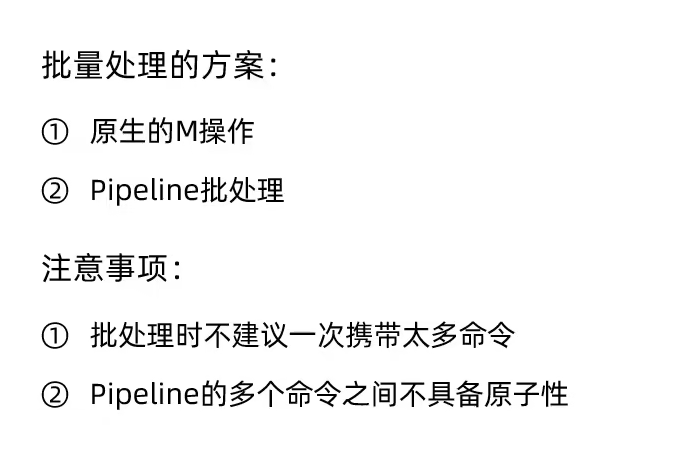 批量处理的方案：
① 原生的M操作
② Pipeline批处理
注意事项：
① 批处理时不建议一次携带太多命令
② Pipeline的多个命令之间不具备原子性